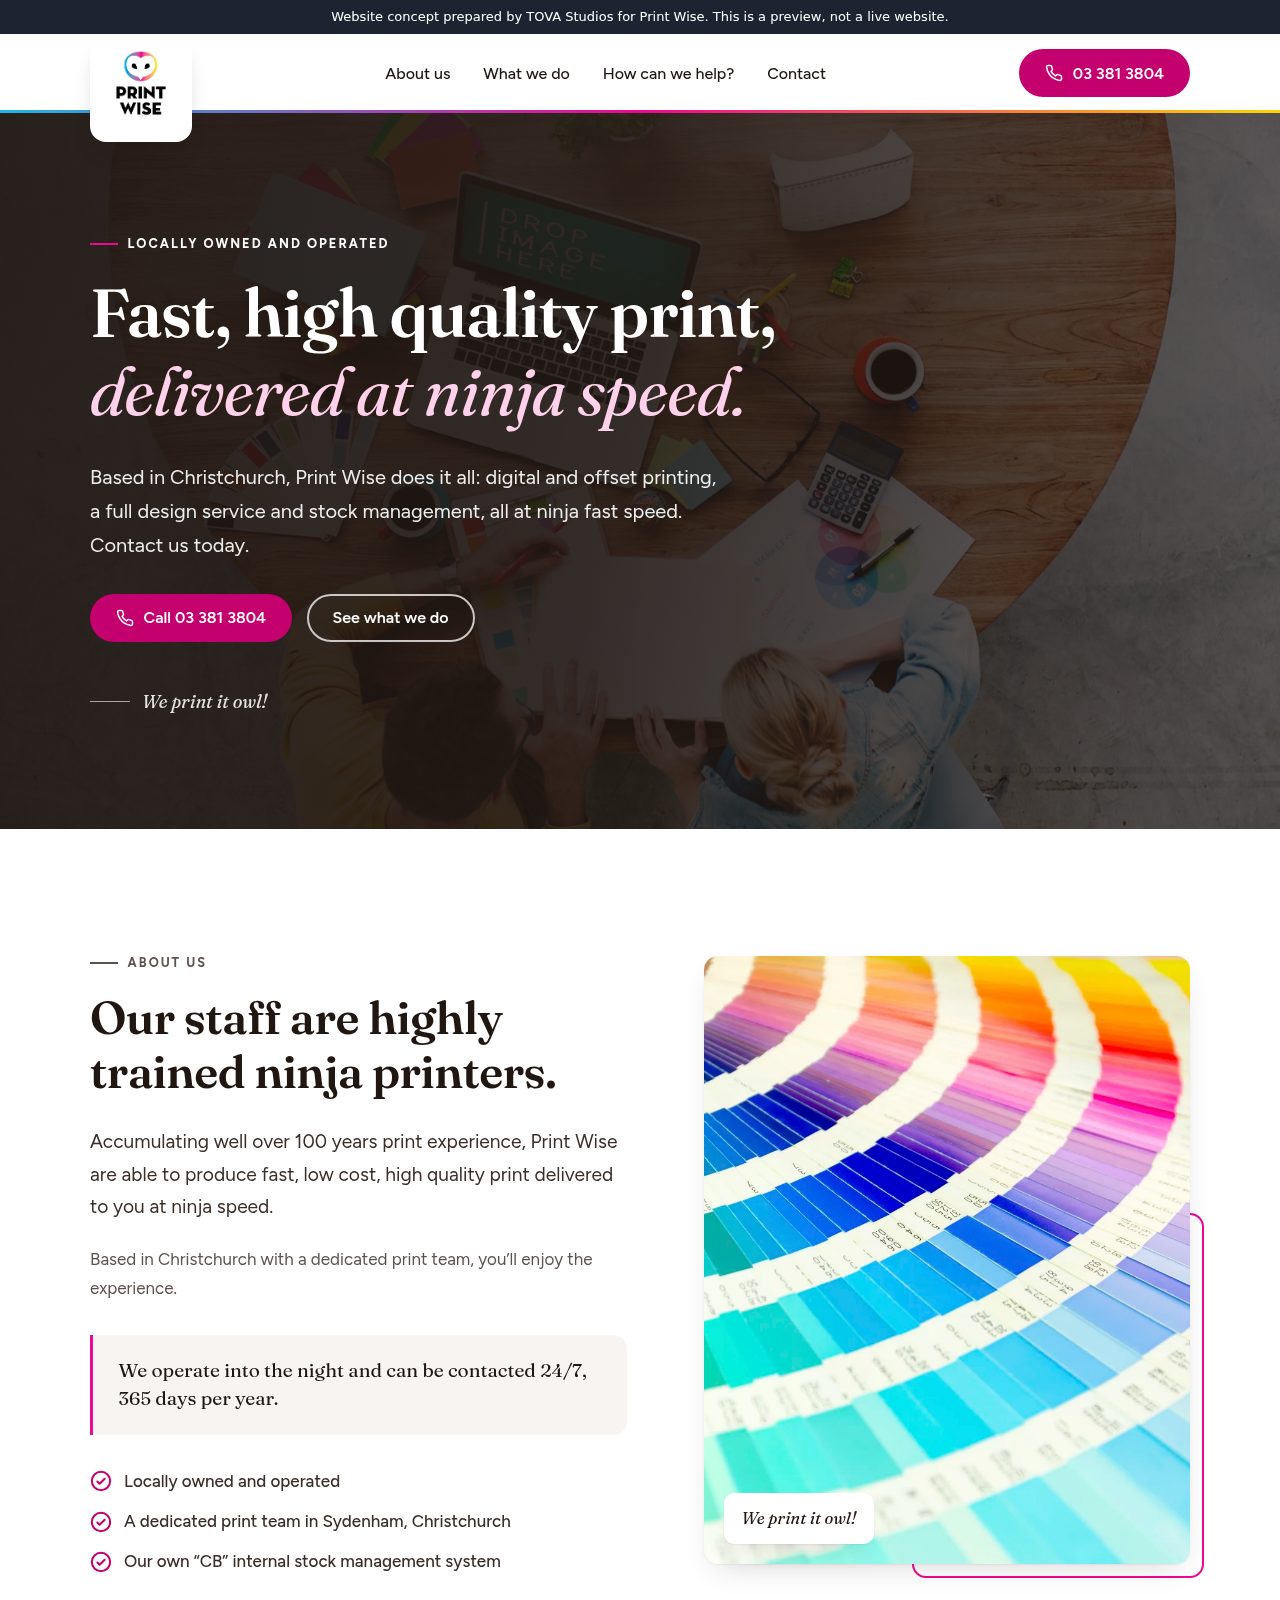 Website concept prepared by TOVA Studios for Print Wise. This is a preview, not a live website.
PRINT
WISE
About us
What we do
How can we help?
Contact
03 381 3804
DROP
IMAGE
HERE
LOCALLY OWNED AND OPERATED
Fast, high quality print,
delivered at ninja speed.
Based in Christchurch, Print Wise does it all: digital and offset printing,
a full design service and stock management, all at ninja fast speed.
Contact us today.
Call 03 381 3804
See what we do
We print it owl!
ABOUT US
Our staff are highly
trained ninja printers.
Accumulating well over 100 years print experience, Print Wise
are able to produce fast, low cost, high quality print delivered
to you at ninja speed.
Based in Christchurch with a dedicated print team, you’ll enjoy the
experience.
We operate into the night and can be contacted 24/7,
365 days per year.
Locally owned and operated
A dedicated print team in Sydenham, Christchurch
Our own “CB” internal stock management system
We print it owl!